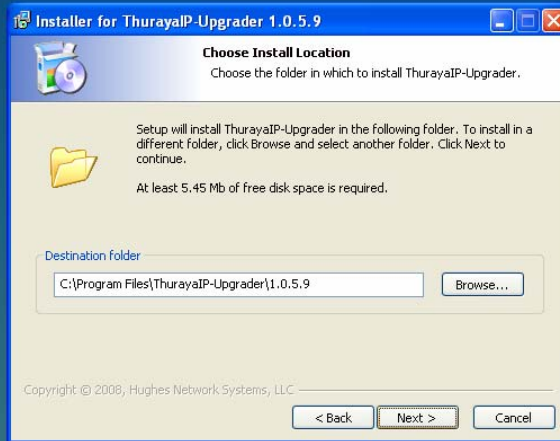 Installer for ThurayaIP-Upgrader 1.0.5.9
Choose Install Location
Choose the folder in which to install ThurayaIP-Upgrader.
Setup will install ThurayaIP-Upgrader in the following folder. To install in a
different folder, click Browse and select another folder. Click Next to
continue.
At least 5.45 Mb of free disk space is required.
Destination folder
C:\Program Files\ThurayaIP-Upgrader\1.0.5.9
Browse...
Copyright © 2008, Hughes Network Systems, LLC
< Back
Next >
Cancel